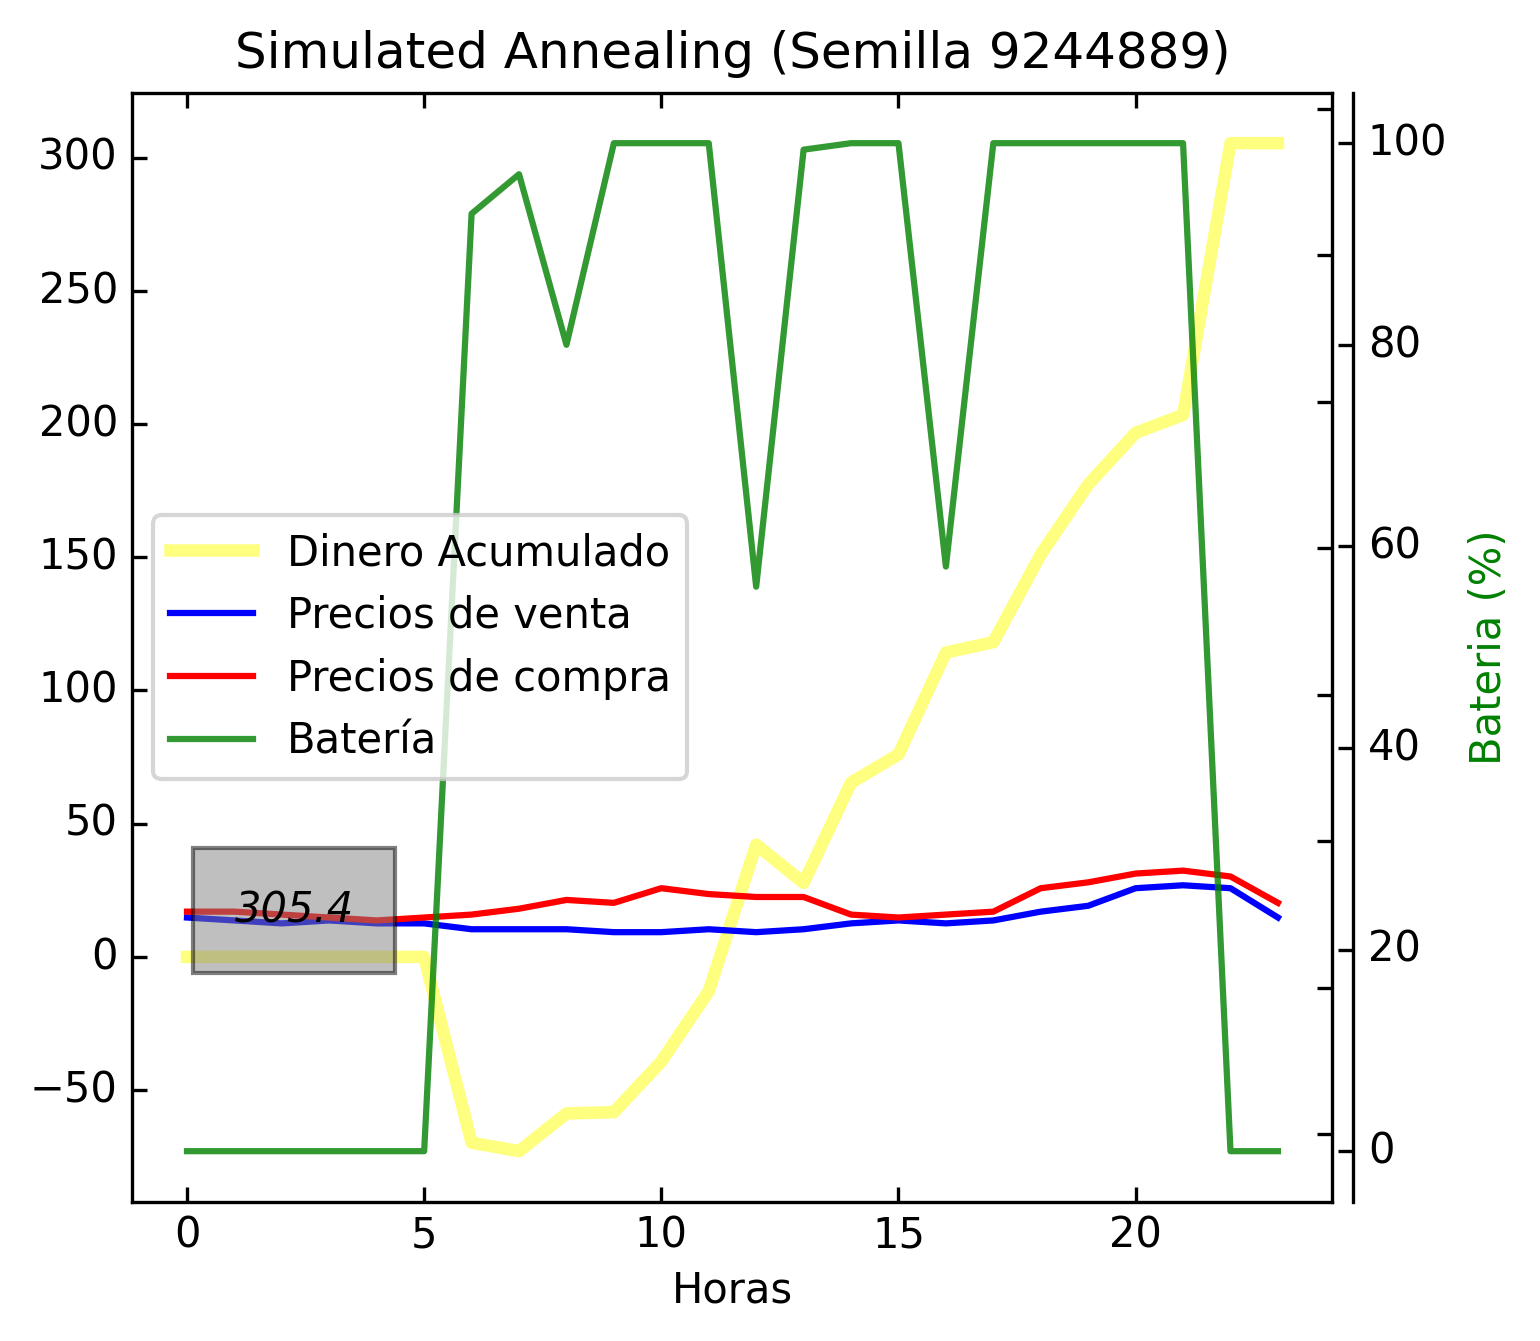 Simulated Annealing (Semilla 9244889)
300
250
200
150
100
50
0
−50
100
80
60
40
20
0
Bateria (%)
Dinero Acumulado
Precios de venta
Precios de compra
Batería
305.4
0 5 10 15 20
Horas